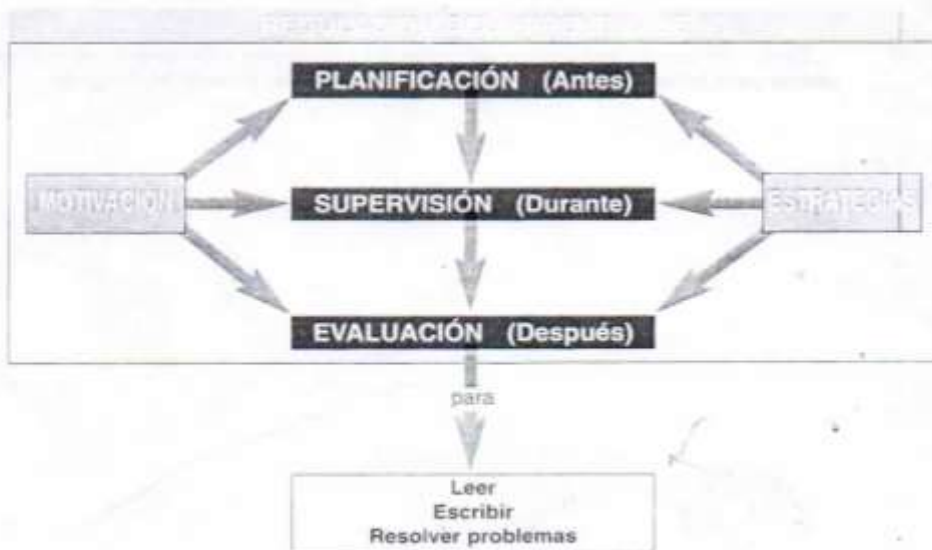 PLANIFICACIÓN (Antes)
MOTIVACIÓN
SUPERVISIÓN (Durante)
ESTRATEGIAS
EVALUACIÓN (Después)
para
Leer
Escribir
Resolver problemas